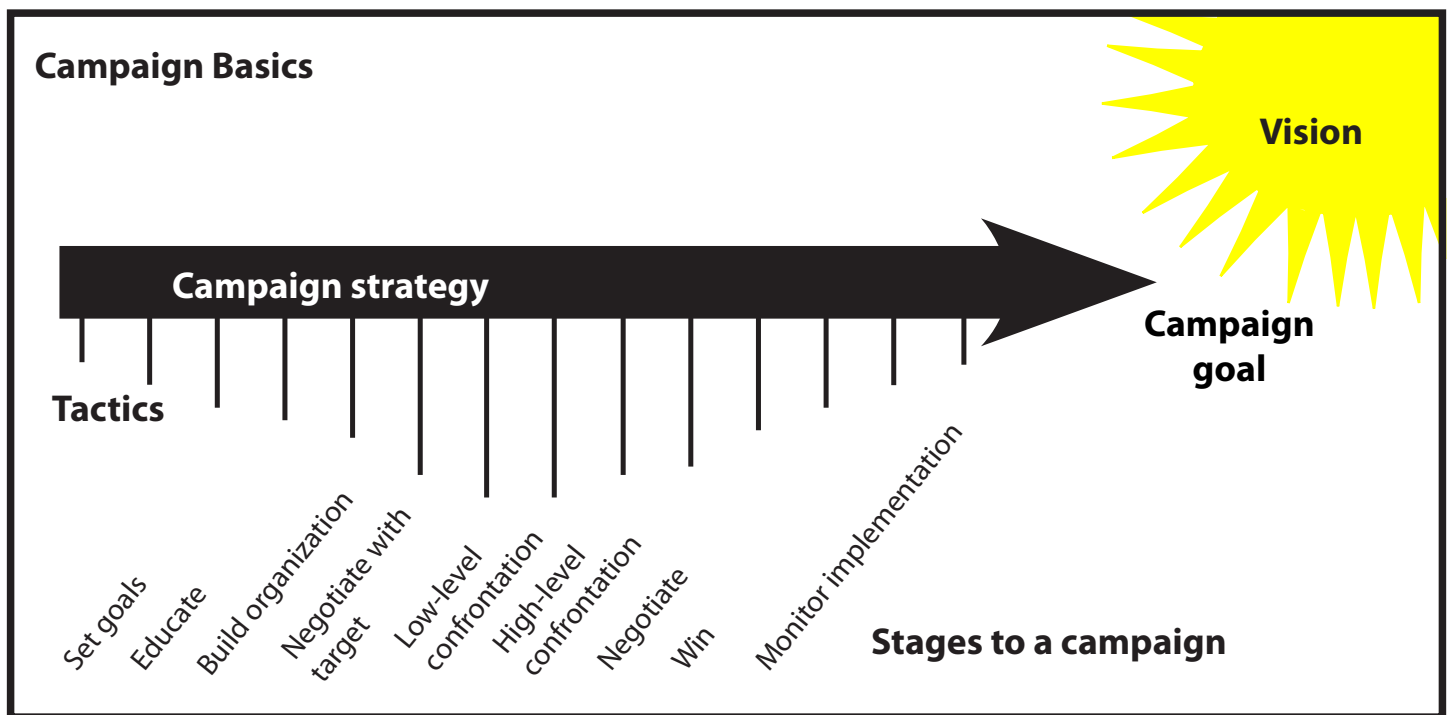 Campaign Basics
Vision
Campaign strategy
Campaign
goal
Tactics
Set goals
Educate
Build organization
Negotiate with
target
Low-level
confrontation
High-level
confrontation
Negotiate
Win
Monitor implementation
Stages to a campaign